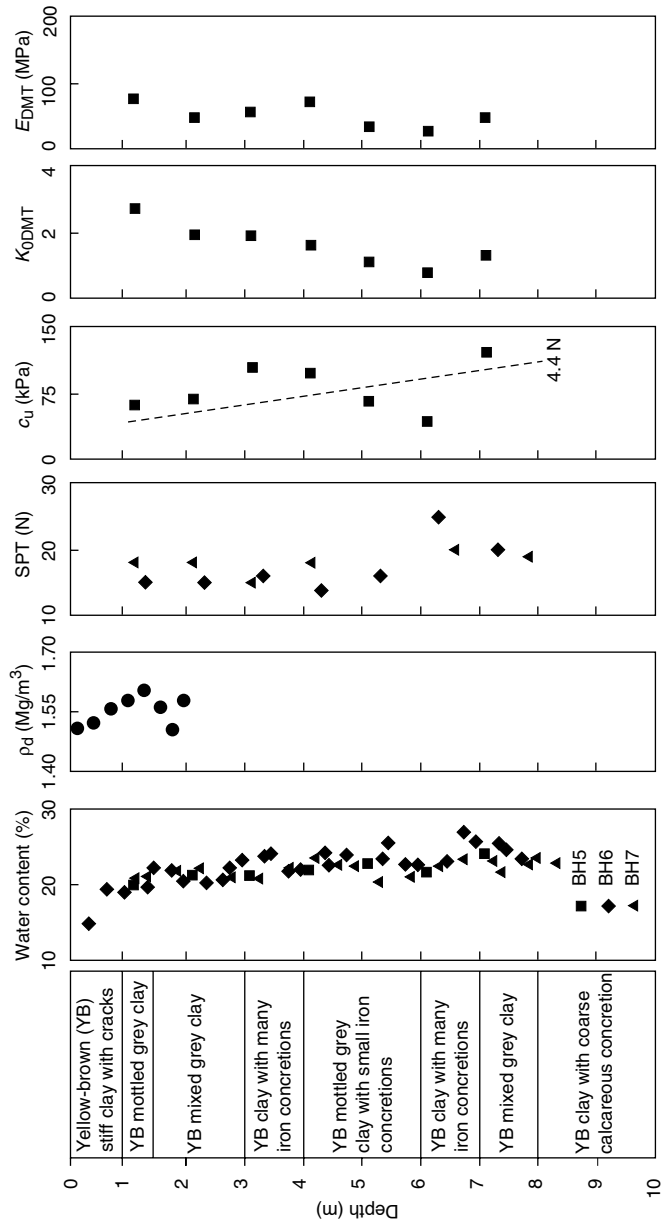 Depth (m)
0
1
2
3
4
5
6
7
8
9
10
Yellow-brown (YB)
stiff clay with cracks
YB mottled grey clay
YB mixed grey clay
YB clay with many
iron concretions
YB mottled grey
clay with small iron
concretions
YB clay with many
iron concretions
YB mixed grey clay
YB clay with coarse
calcareous concretion
Water content (%)
10
20
30
BH5
BH6
BH7
ρd (Mg/m³)
1.40
1.55
1.70
SPT (N)
10
20
30
cu (kPa)
0
75
150
4.4 N
K0DMT
0
2
4
EDMT (MPa)
0
100
200